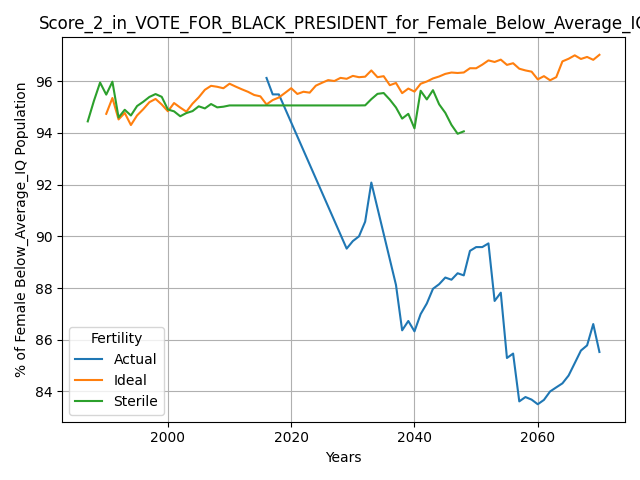 Score_2_in_VOTE_FOR_BLACK_PRESIDENT_for_Female_Below_Average_IQ
% of Female Below_Average_IQ Population
96
94
92
90
88
86
84
Fertility
Actual
Ideal
Sterile
2000
2020
2040
2060
Years